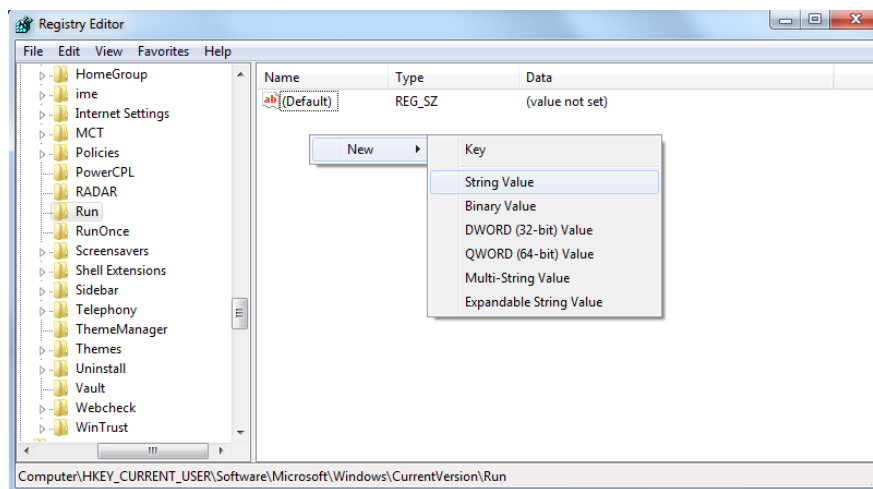 Registry Editor
File Edit View Favorites Help
HomeGroup
ime
Internet Settings
MCT
Policies
PowerCPL
RADAR
Run
RunOnce
Screensavers
Shell Extensions
Sidebar
Telephony
ThemeManager
Themes
Uninstall
Vault
Webcheck
WinTrust
Name Type Data
ab (Default) REG_SZ (value not set)
New
Key
String Value
Binary Value
DWORD (32-bit) Value
QWORD (64-bit) Value
Multi-String Value
Expandable String Value
Computer\HKEY_CURRENT_USER\Software\Microsoft\Windows\CurrentVersion\Run